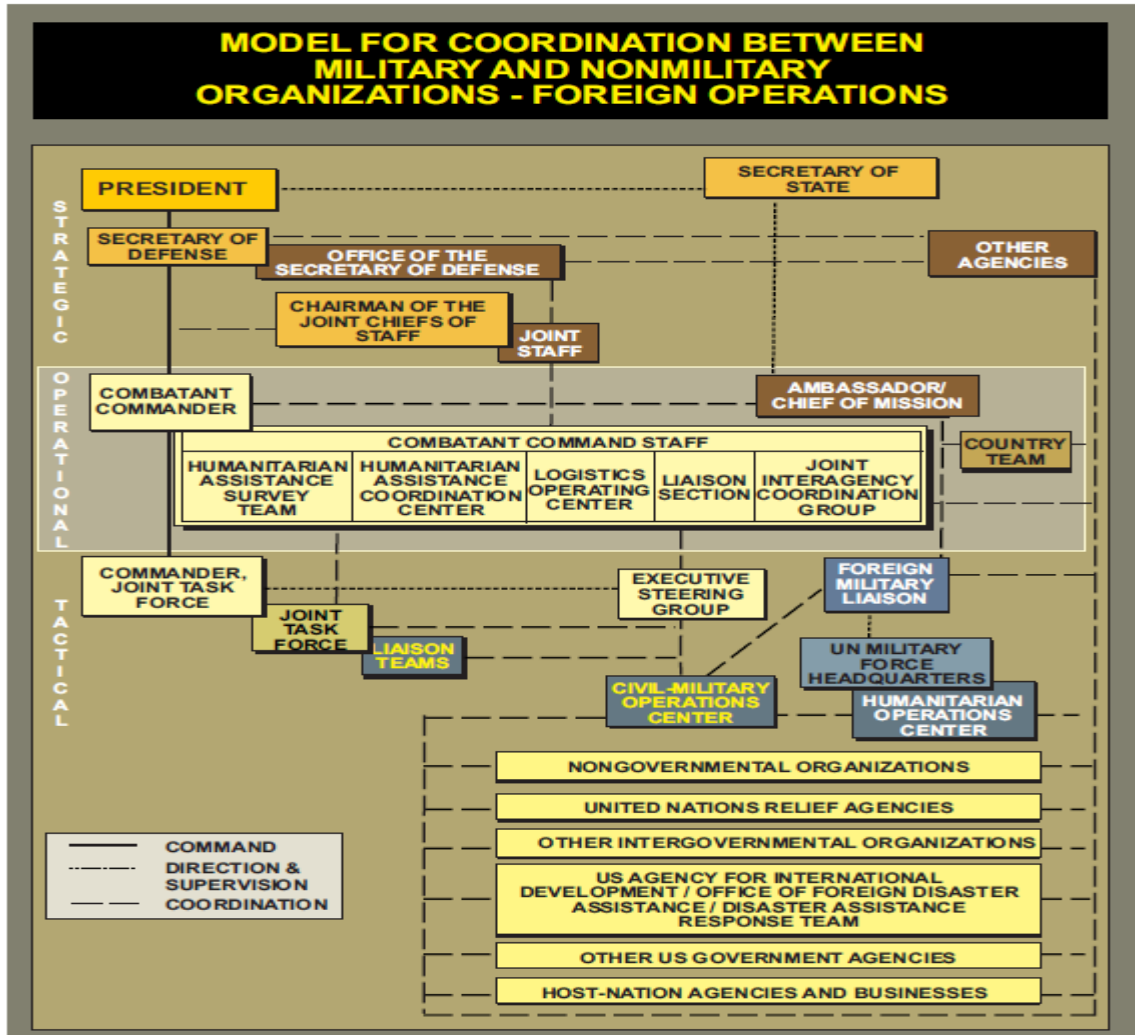 MODEL FOR COORDINATION BETWEEN
MILITARY AND NONMILITARY
ORGANIZATIONS - FOREIGN OPERATIONS
STRATEGIC
PRESIDENT
SECRETARY OF
STATE
SECRETARY OF
DEFENSE
OFFICE OF THE
SECRETARY OF DEFENSE
OTHER
AGENCIES
CHAIRMAN OF THE
JOINT CHIEFS OF
STAFF
JOINT
STAFF
OPERATIONAL
COMBATANT
COMMANDER
AMBASSADOR/
CHIEF OF MISSION
COUNTRY
TEAM
COMBATANT COMMAND STAFF
HUMANITARIAN
ASSISTANCE
SURVEY
TEAM
HUMANITARIAN
ASSISTANCE
COORDINATION
CENTER
LOGISTICS
OPERATING
CENTER
LIAISON
SECTION
JOINT
INTERAGENCY
COORDINATION
GROUP
TACTICAL
COMMANDER,
JOINT TASK
FORCE
EXECUTIVE
STEERING
GROUP
FOREIGN
MILITARY
LIAISON
JOINT
TASK
FORCE
LIAISON
TEAMS
UN MILITARY
FORCE
HEADQUARTERS
CIVIL-MILITARY
OPERATIONS
CENTER
HUMANITARIAN
OPERATIONS
CENTER
NONGOVERNMENTAL ORGANIZATIONS
UNITED NATIONS RELIEF AGENCIES
OTHER INTERGOVERNMENTAL ORGANIZATIONS
US AGENCY FOR INTERNATIONAL
DEVELOPMENT / OFFICE OF FOREIGN DISASTER
ASSISTANCE / DISASTER ASSISTANCE
RESPONSE TEAM
OTHER US GOVERNMENT AGENCIES
HOST-NATION AGENCIES AND BUSINESSES
COMMAND
DIRECTION &
SUPERVISION
COORDINATION